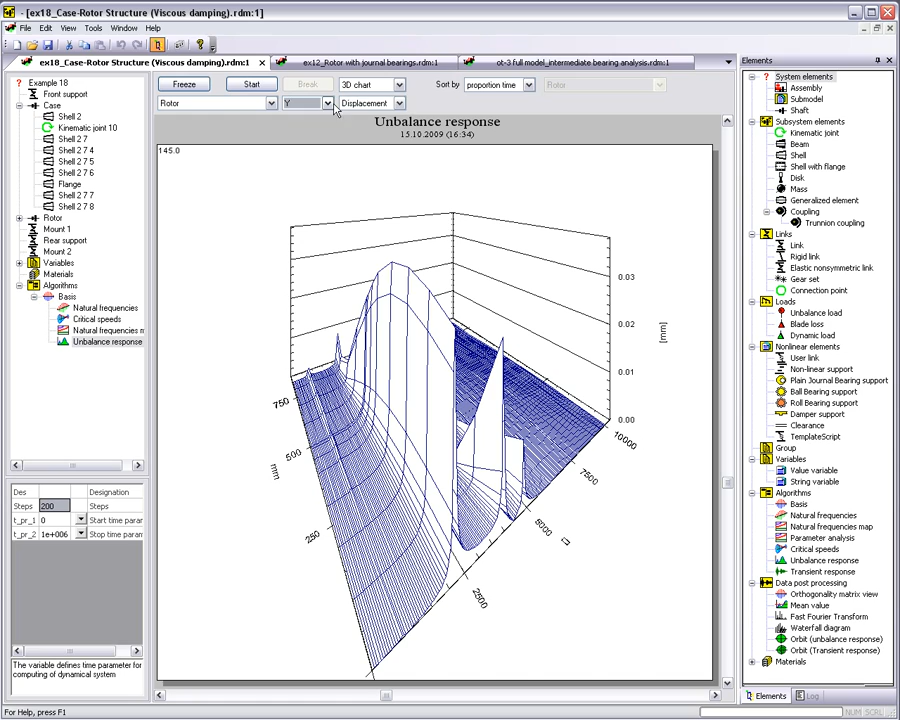 - [ex18_Case-Rotor Structure (Viscous damping).rdm:1]
File Edit View Tools Window Help
ex18_Case-Rotor Structure (Viscous damping).rdm:1
ex12_Rotor with journal bearings.rdm:1
ot-3 full model_intermediate bearing analysis.rdm:1
Example 18
Front support
Case
Shell 2
Kinematic joint 10
Shell 2 7
Shell 2 7 4
Shell 2 7 5
Shell 2 7 6
Flange
Shell 2 7 7
Shell 2 7 8
Rotor
Mount 1
Rear support
Mount 2
Variables
Materials
Algorithms
Basis
Natural frequencies
Critical speeds
Natural frequencies m
Unbalance response
Des Designation
Steps 200 Steps
t_pr_1 0 Start time parar
t_pr_2 1e+006 Stop time parar
The variable defines time parameter for
computing of dynamical system
Freeze Start Break 3D chart Sort by proportion time Rotor
Rotor Y Displacement
Unbalance response
15.10.2009 (16:34)
145.0
0.03
0.02
0.01
0.00
[mm]
750
500
250
mm
10000
7500
5000
2500
Elements
System elements
Assembly
Submodel
Shaft
Subsystem elements
Kinematic joint
Beam
Shell
Shell with flange
Disk
Mass
Generalized element
Coupling
Trunnion coupling
Links
Link
Rigid link
Elastic nonsymmetric link
Gear set
Connection point
Loads
Unbalance load
Blade loss
Dynamic load
Nonlinear elements
User link
Non-linear support
Plain Journal Bearing support
Ball Bearing support
Roll Bearing support
Damper support
Clearance
TemplateScript
Group
Variables
Value variable
String variable
Algorithms
Basis
Natural frequencies
Natural frequencies map
Parameter analysis
Critical speeds
Unbalance response
Transient response
Data post processing
Orthogonality matrix view
Mean value
Fast Fourier Transform
Waterfall diagram
Orbit (unbalance response)
Orbit (Transient response)
Materials
Elements Log
For Help, press F1
NUM SCRL